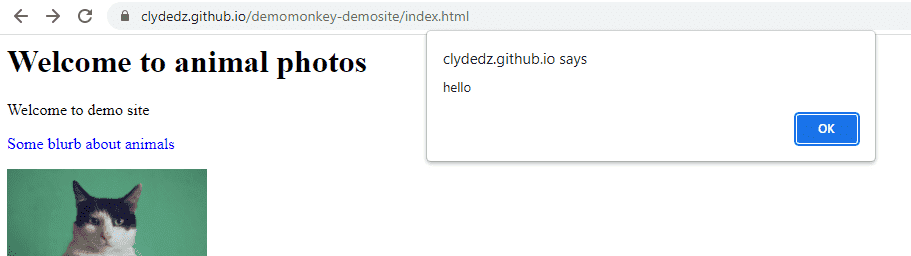 clydedz.github.io/demomonkey-demosite/index.html
Welcome to animal photos
Welcome to demo site
Some blurb about animals
clydedz.github.io says
hello
OK